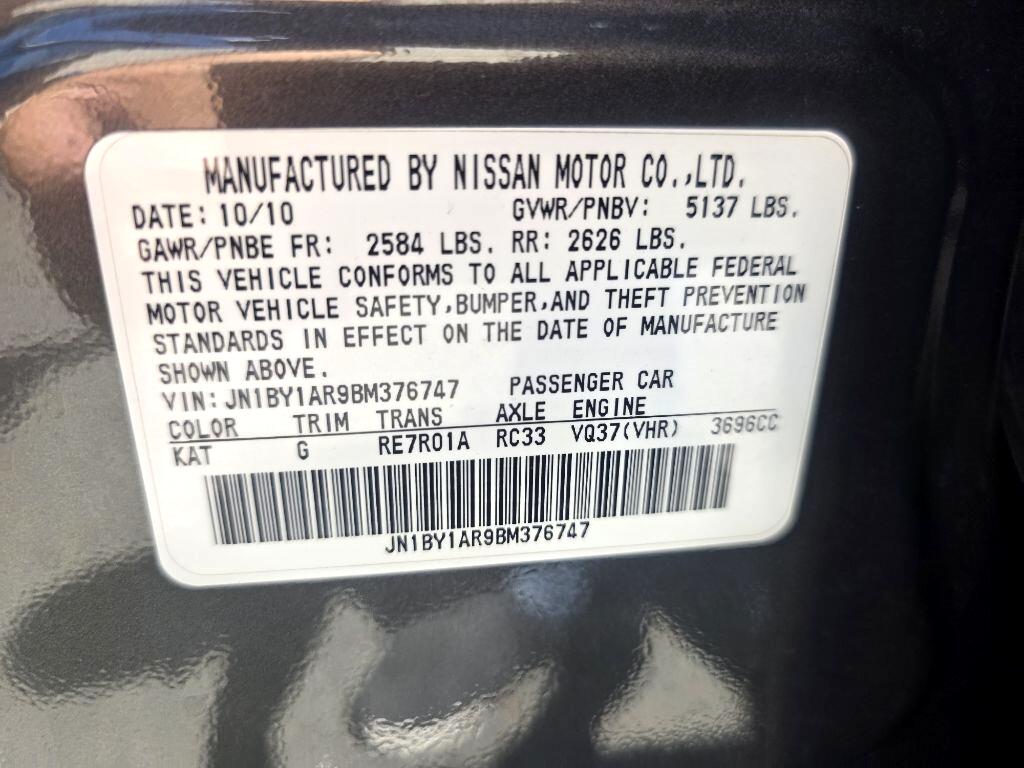 MANUFACTURED BY NISSAN MOTOR CO.,LTD.
DATE: 10/10 GVWR/PNBV: 5137 LBS.
GAWR/PNBE FR: 2584 LBS. RR: 2626 LBS.
THIS VEHICLE CONFORMS TO ALL APPLICABLE FEDERAL
MOTOR VEHICLE SAFETY,BUMPER,AND THEFT PREVENTION
STANDARDS IN EFFECT ON THE DATE OF MANUFACTURE
SHOWN ABOVE.
VIN: JN1BY1AR9BM376747 PASSENGER CAR
COLOR TRIM TRANS AXLE ENGINE
KAT G RE7R01A RC33 VQ37(VHR) 3696CC
JN1BY1AR9BM376747